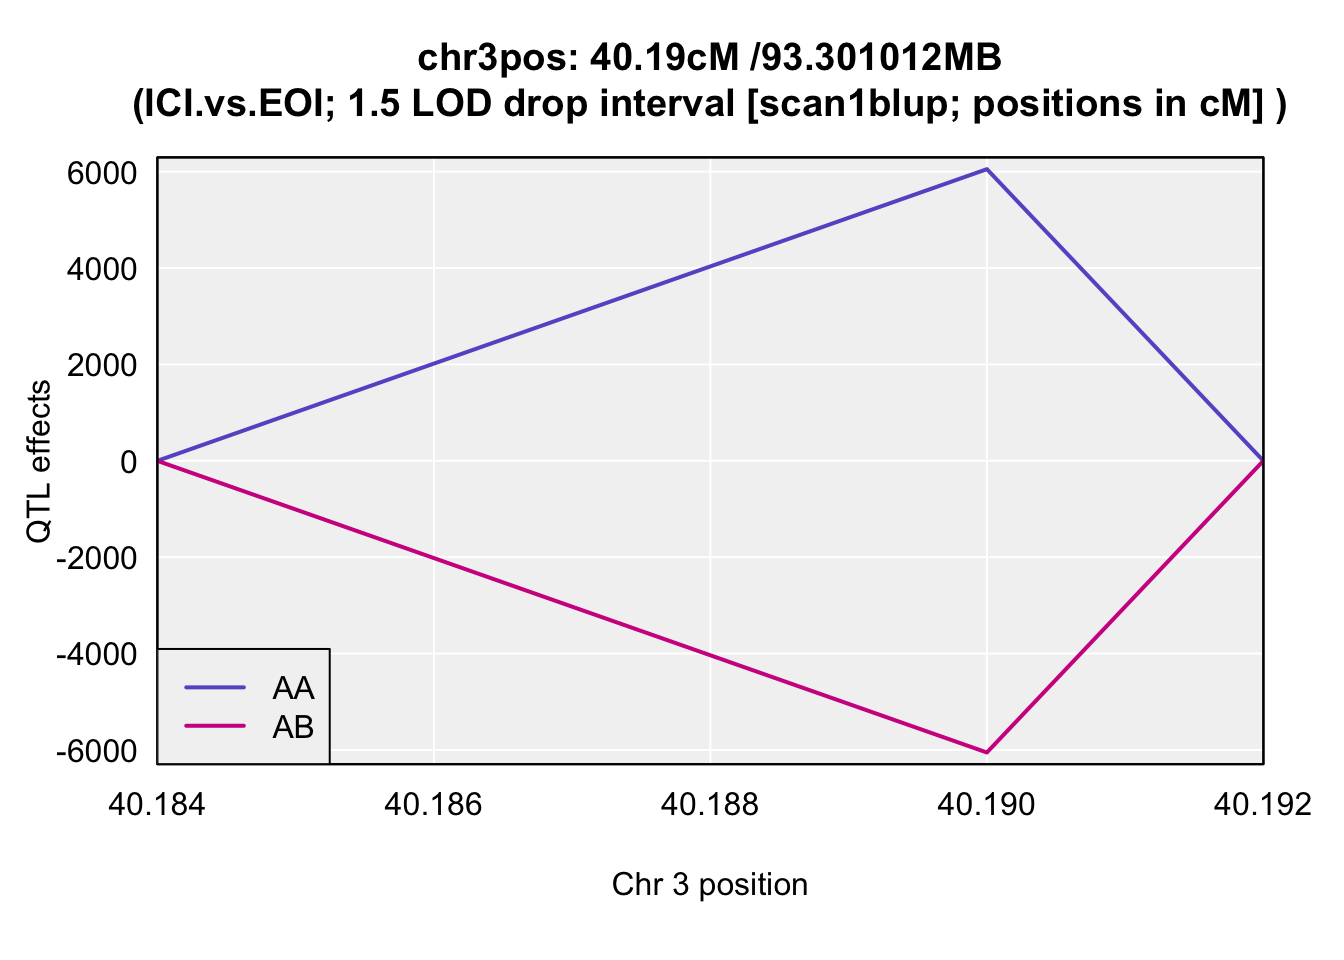 chr3pos: 40.19cM /93.301012MB
(ICI.vs.EOI; 1.5 LOD drop interval [scan1blup; positions in cM] )
QTL effects
6000
4000
2000
0
-2000
-4000
-6000
AA
AB
40.184 40.186 40.188 40.190 40.192
Chr 3 position